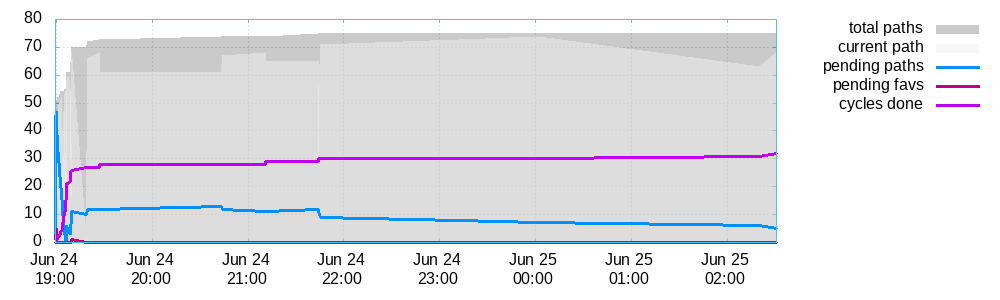 80
70
60
50
40
30
20
10
0
Jun 24 Jun 24 Jun 24 Jun 24 Jun 24 Jun 25 Jun 25 Jun 25
19:00 20:00 21:00 22:00 23:00 00:00 01:00 02:00
total paths
current path
pending paths
pending favs
cycles done